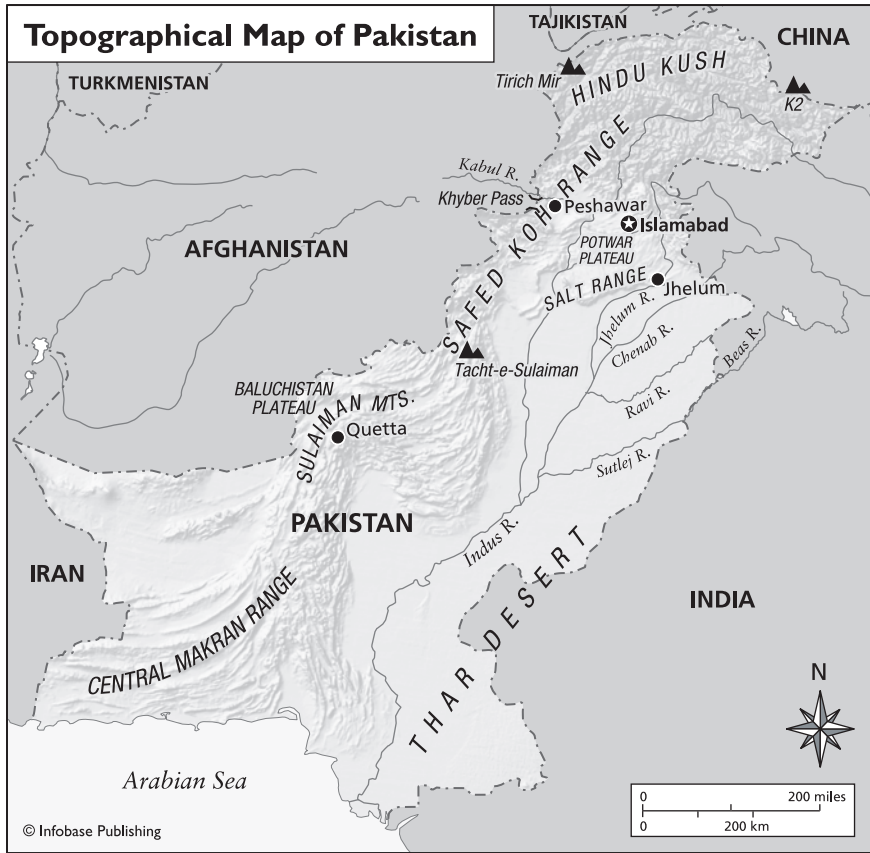 Topographical Map of Pakistan
TAJIKISTAN
CHINA
TURKMENISTAN
Tirich Mir
HINDU KUSH
K2
Kabul R.
Khyber Pass
Peshawar
Islamabad
AFGHANISTAN
SAFED KOH RANGE
POTWAR
PLATEAU
SALT RANGE
Jhelum
Jhelum R.
Chenab R.
Beas R.
Tacht-e-Sulaiman
BALUCHISTAN
PLATEAU
SULAIMAN MTS.
Ravi R.
Quetta
Sutlej R.
PAKISTAN
Indus R.
IRAN
THAR DESERT
INDIA
CENTRAL MAKRAN RANGE
N
Arabian Sea
0 200 miles
0 200 km
© Infobase Publishing